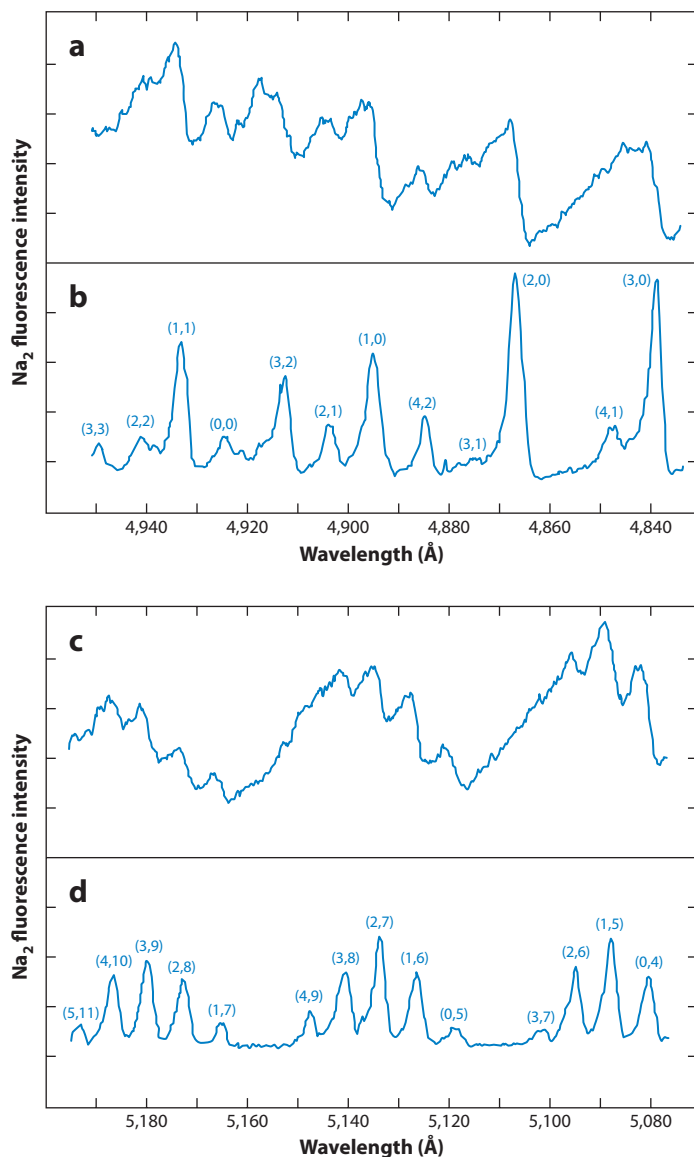 a
Na₂ fluorescence intensity
b
(3,3)
(2,2)
(1,1)
(0,0)
(3,2)
(2,1)
(1,0)
(4,2)
(3,1)
(2,0)
(4,1)
(3,0)
4,940 4,920 4,900 4,880 4,860 4,840
Wavelength (Å)
c
Na₂ fluorescence intensity
d
(5,11)
(4,10)
(3,9)
(2,8)
(1,7)
(4,9)
(3,8)
(2,7)
(1,6)
(0,5)
(3,7)
(2,6)
(1,5)
(0,4)
5,180 5,160 5,140 5,120 5,100 5,080
Wavelength (Å)